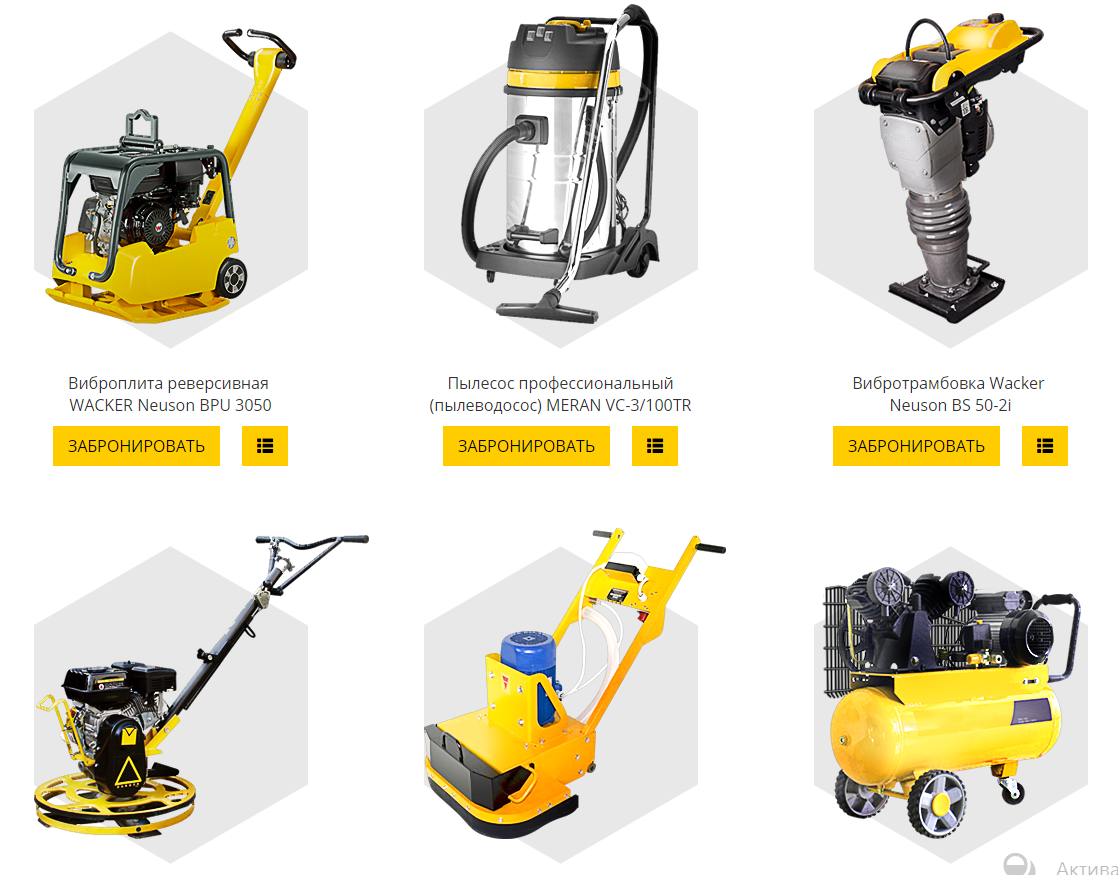 Виброплита реверсивная
WACKER Neuson BPU 3050
ЗАБРОНИРОВАТЬ
Пылесос профессиональный
(пылеводосос) MERAN VC-3/100TR
ЗАБРОНИРОВАТЬ
Вибротрамбовка Wacker
Neuson BS 50-2i
ЗАБРОНИРОВАТЬ
Актива